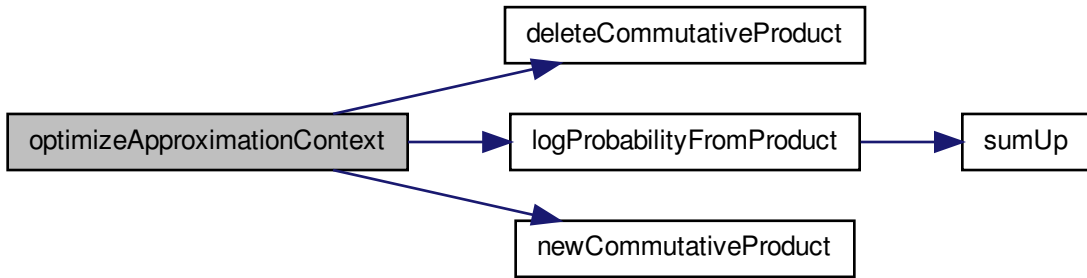 deleteCommutativeProduct
optimizeApproximationContext
logProbabilityFromProduct
sumUp
newCommutativeProduct